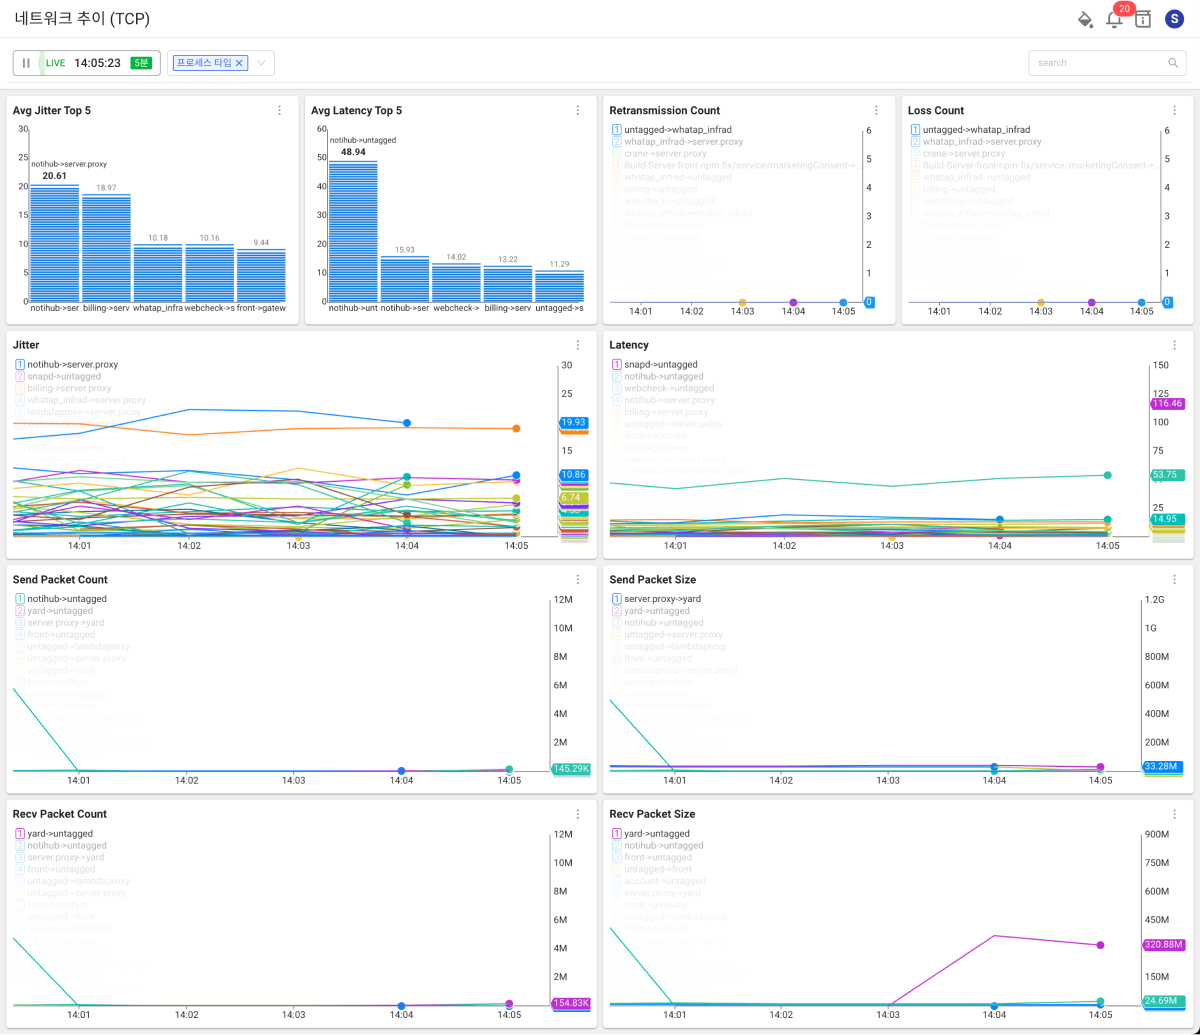 네트워크 추이 (TCP)
20
S
LIVE 14:05:23 5분
프로세스 타입
search
Avg Jitter Top 5
30
25
20
15
10
5
0
notihub->server.proxy
20.61
18.97
10.18
10.16
9.44
notihub->ser billing->serv whatap_infra webcheck->s front->gatew
Avg Latency Top 5
60
50
40
30
20
10
0
notihub->untagged
48.94
15.93
14.02
13.22
11.29
notihub->unt notihub->ser webcheck-> billing->serv untagged->s
Retransmission Count
1 untagged->whatap_infrad
2 whatap_infrad->server.proxy
crane->server.proxy
Build-Server-front-npm-fix/service/marketingConsent->...
whatap_infrad->untagged
billing->untagged
webcheck->untagged
whatap_infrad->whatap_infrad
6
5
4
3
2
1
0
14:01 14:02 14:03 14:04 14:05
Loss Count
1 untagged->whatap_infrad
2 whatap_infrad->server.proxy
crane->server.proxy
Build-Server-front-npm-fix/service/marketingConsent->...
whatap_infrad->untagged
billing->untagged
webcheck->untagged
whatap_infrad->whatap_infrad
6
5
4
3
2
1
0
14:01 14:02 14:03 14:04 14:05
Jitter
1 notihub->server.proxy
2 snapd->untagged
3 billing->server.proxy
4 whatap_infrad->server.proxy
lambdaproxy->server.proxy
30
25
19.93
15
10.86
6.74
14:01 14:02 14:03 14:04 14:05
Latency
1 snapd->untagged
2 notihub->untagged
3 webcheck->untagged
4 notihub->server.proxy
billing->server.proxy
untagged->server.proxy
front->account
150
125
116.46
100
75
53.75
25
14.95
14:01 14:02 14:03 14:04 14:05
Send Packet Count
1 notihub->untagged
2 yard->untagged
3 server.proxy->yard
4 front->untagged
untagged->lambdaproxy
untagged->server.proxy
untagged->front
front->notihub
12M
10M
8M
6M
4M
2M
145.29K
14:01 14:02 14:03 14:04 14:05
Send Packet Size
1 server.proxy->yard
2 yard->untagged
3 notihub->untagged
4 untagged->server.proxy
untagged->lambdaproxy
front->untagged
lambdaproxy->server.proxy
untagged->front
1.2G
1G
800M
600M
400M
200M
33.28M
14:01 14:02 14:03 14:04 14:05
Recv Packet Count
1 yard->untagged
2 notihub->untagged
3 server.proxy->yard
4 front->untagged
untagged->lambdaproxy
untagged->server.proxy
front->notihub
untagged->front
12M
10M
8M
6M
4M
2M
154.83K
14:01 14:02 14:03 14:04 14:05
Recv Packet Size
1 yard->untagged
2 notihub->untagged
3 front->untagged
4 untagged->front
account->untagged
server.proxy->yard
front->gateway
untagged->lambdaproxy
900M
750M
600M
450M
320.88M
150M
24.69M
14:01 14:02 14:03 14:04 14:05